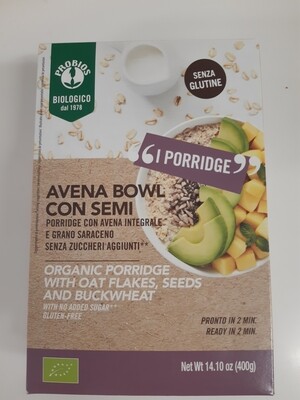 PROBIOS
BIOLOGICO
dal 1978
SENZA
GLUTINE
"I PORRIDGE"
AVENA BOWL
CON SEMI
PORRIDGE CON AVENA INTEGRALE
E GRANO SARACENO
SENZA ZUCCHERI AGGIUNTI**
ORGANIC PORRIDGE
WITH OAT FLAKES, SEEDS
AND BUCKWHEAT
WITH NO ADDED SUGAR**
GLUTEN-FREE
PRONTO IN 2 MIN.
READY IN 2 MIN.
Net Wt 14.10 oz (400g)